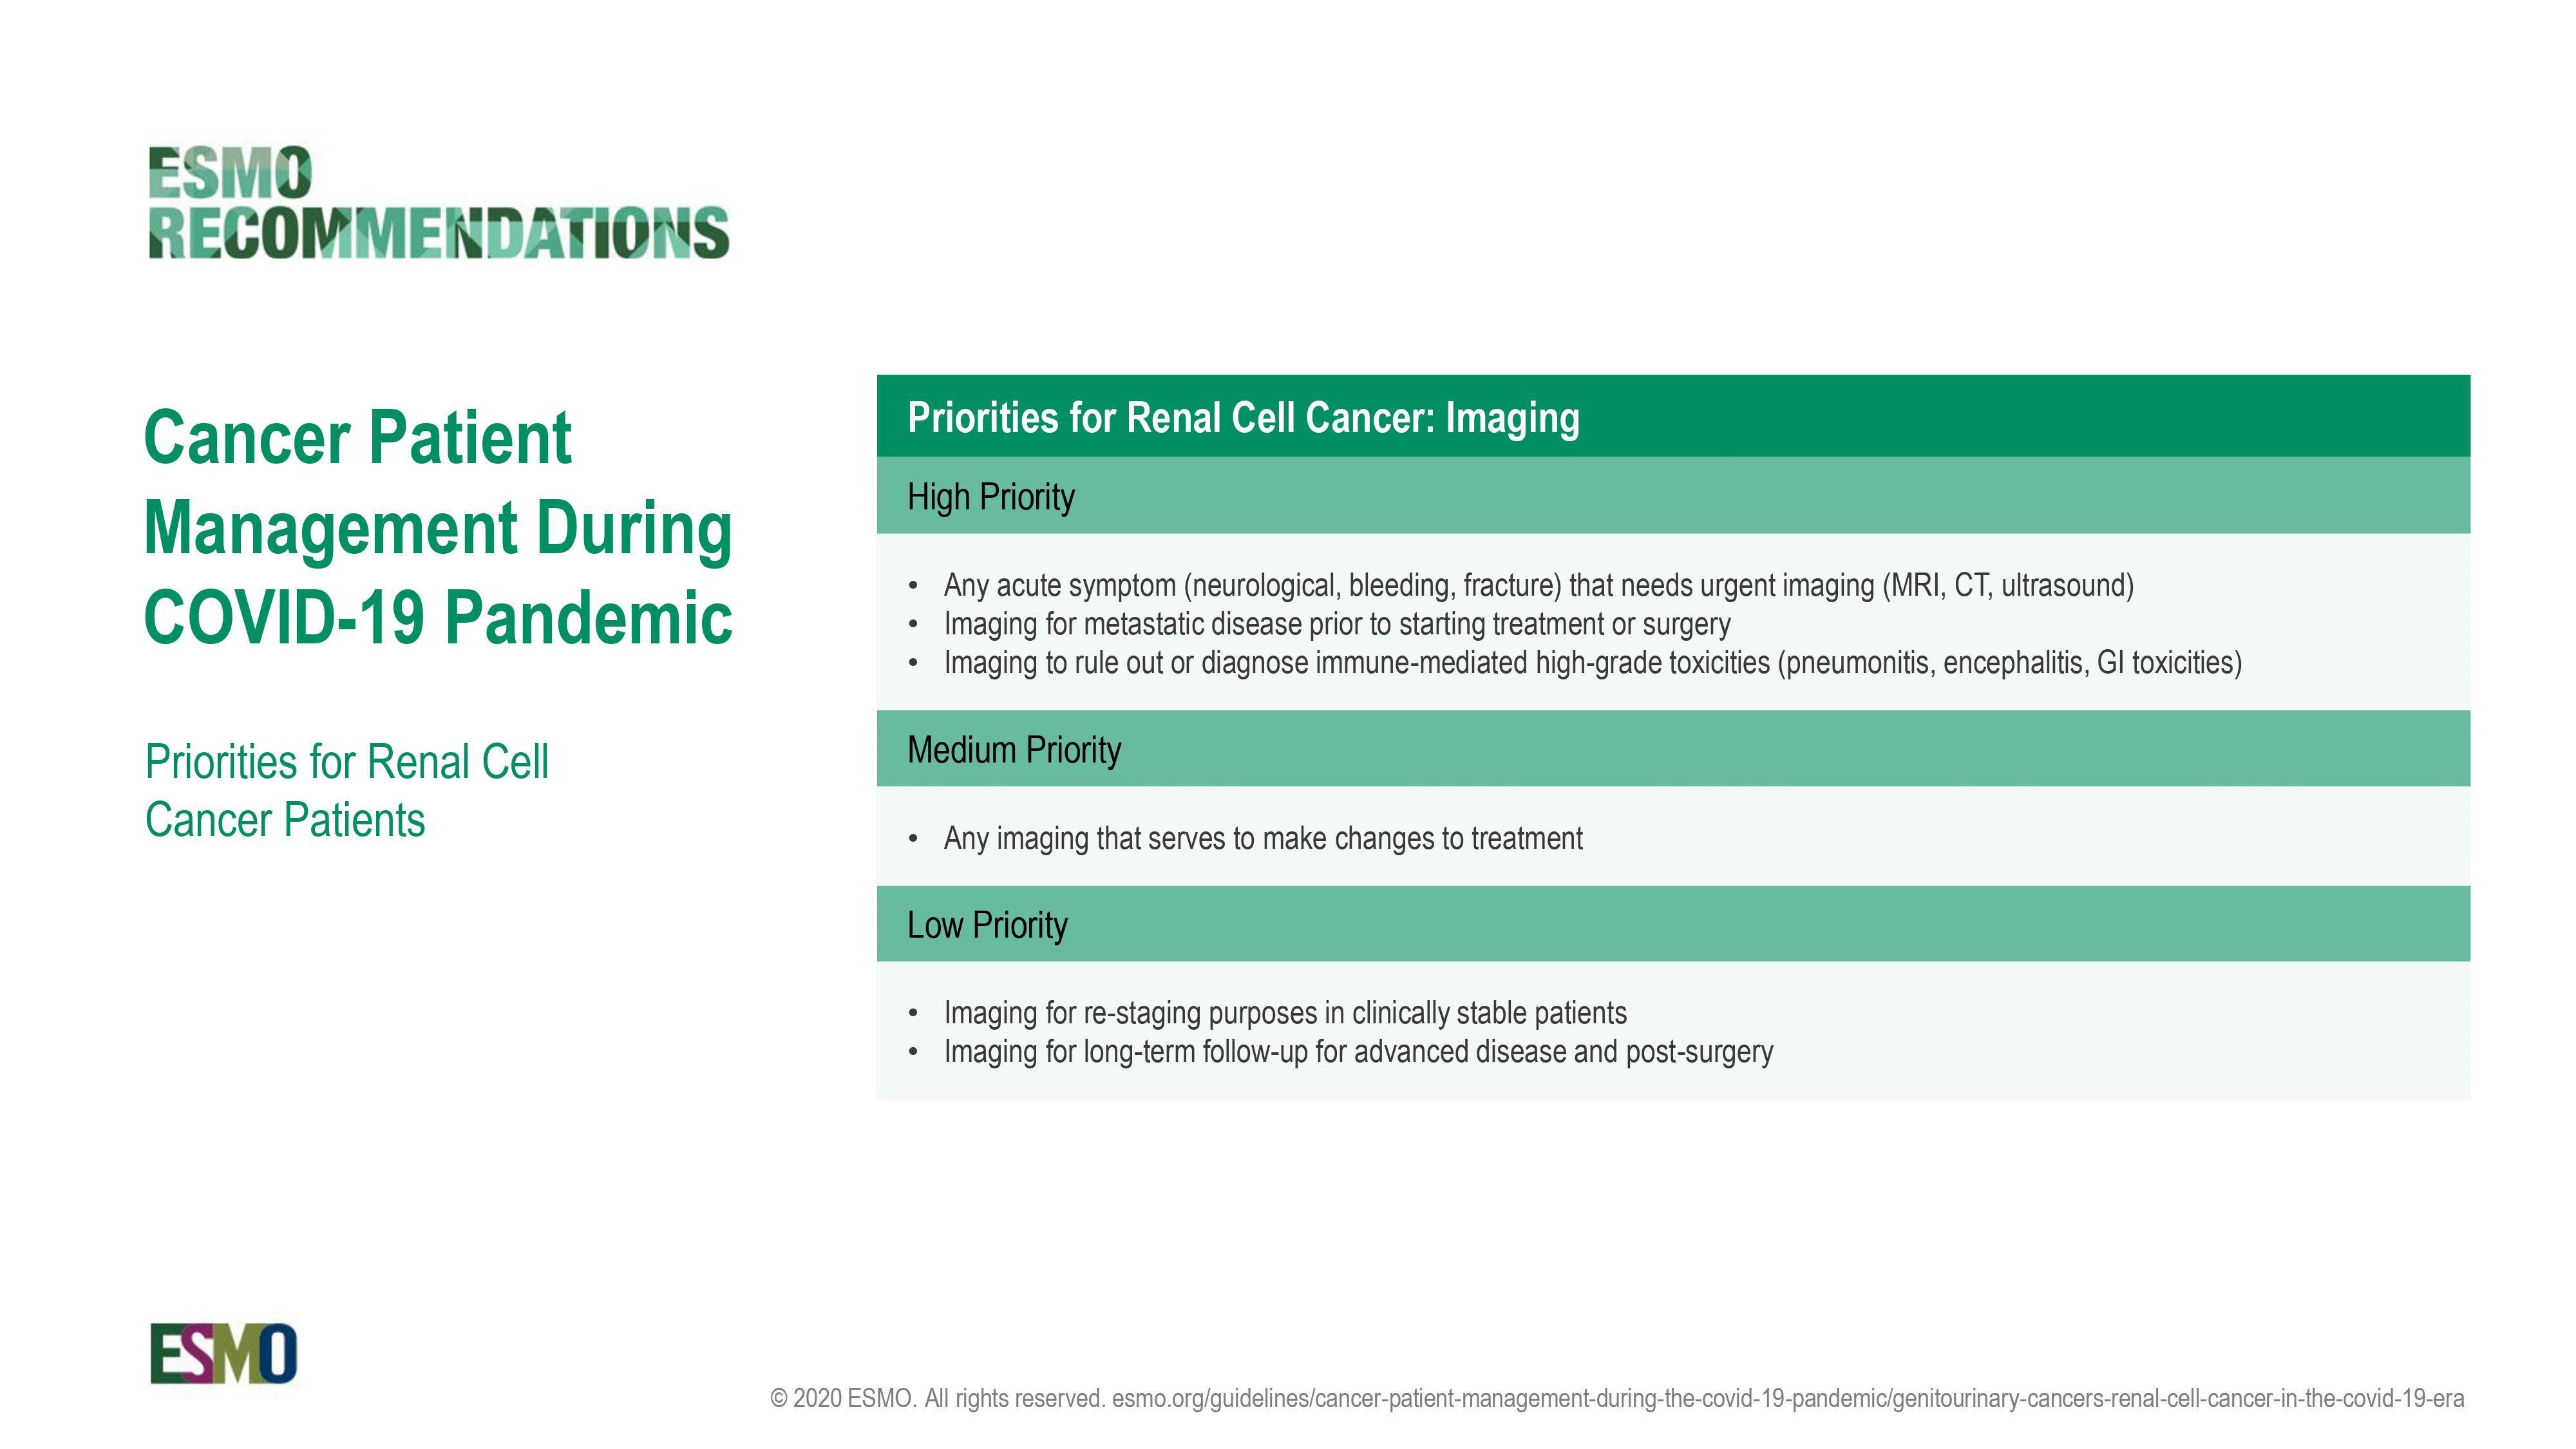 ESMO
RECOMMENDATIONS
Cancer Patient
Management During
COVID-19 Pandemic
Priorities for Renal Cell
Cancer Patients
Priorities for Renal Cell Cancer: Imaging
High Priority
• Any acute symptom (neurological, bleeding, fracture) that needs urgent imaging (MRI, CT, ultrasound)
• Imaging for metastatic disease prior to starting treatment or surgery
• Imaging to rule out or diagnose immune-mediated high-grade toxicities (pneumonitis, encephalitis, GI toxicities)
Medium Priority
• Any imaging that serves to make changes to treatment
Low Priority
• Imaging for re-staging purposes in clinically stable patients
• Imaging for long-term follow-up for advanced disease and post-surgery
ESMO
© 2020 ESMO. All rights reserved. esmo.org/guidelines/cancer-patient-management-during-the-covid-19-pandemic/genitourinary-cancers-renal-cell-cancer-in-the-covid-19-era